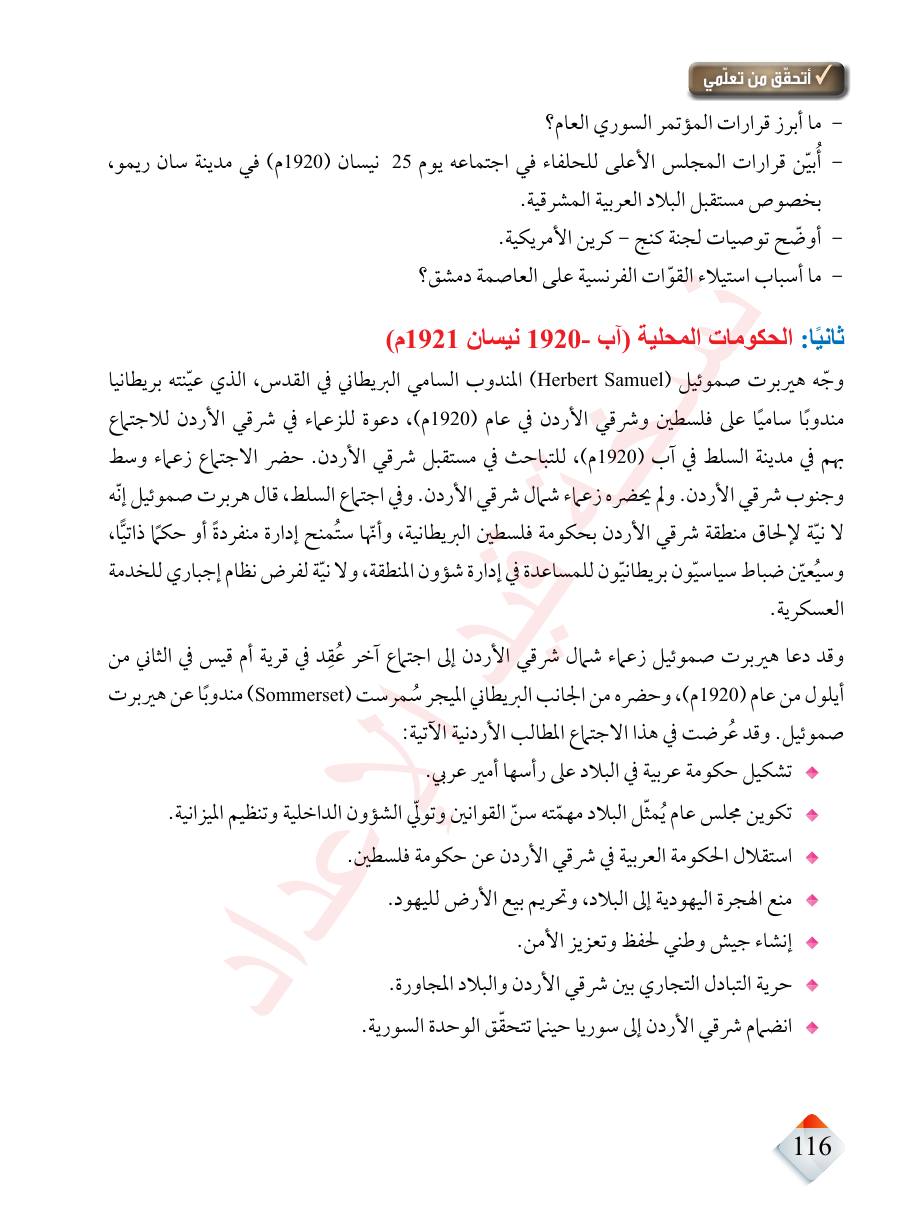 أتحقّق من تعلّمي
– ما أبرز قرارات المؤتمر السوري العام؟
– أُبيّن قرارات المجلس الأعلى للحلفاء في اجتماعه يوم 25 نيسان (1920م) في مدينة سان ريمو،
بخصوص مستقبل البلاد العربية المشرقية.
– أوضّح توصيات لجنة كنج – كرين الأمريكية.
– ما أسباب استيلاء القوّات الفرنسية على العاصمة دمشق؟
ثانيًا: الحكومات المحلية (آب -1920 نيسان 1921م)
وجّه هيربرت صموئيل (Herbert Samuel) المندوب السامي البريطاني في القدس، الذي عيّنته بريطانيا
مندوبًا ساميًا على فلسطين وشرقي الأردن في عام (1920م)، دعوة للزعماء في شرقي الأردن للاجتماع
بهم في مدينة السلط في آب (1920م)، للتباحث في مستقبل شرقي الأردن. حضر الاجتماع زعماء وسط
وجنوب شرقي الأردن. ولم يحضره زعماء شمال شرقي الأردن. وفي اجتماع السلط، قال هربرت صموئيل إنّه
لا نيّة لإلحاق منطقة شرقي الأردن بحكومة فلسطين البريطانية، وأنّها ستُمنح إدارة منفردةً أو حكمًا ذاتيًّا،
وسيُعيّن ضباط سياسيّون بريطانيّون للمساعدة في إدارة شؤون المنطقة، ولا نيّة لفرض نظام إجباري للخدمة
العسكرية.
وقد دعا هيربرت صموئيل زعماء شمال شرقي الأردن إلى اجتماع آخر عُقِد في قرية أم قيس في الثاني من
أيلول من عام (1920م)، وحضره من الجانب البريطاني الميجر سُمرست (Sommerset) مندوبًا عن هيربرت
صموئيل. وقد عُرضت في هذا الاجتماع المطالب الأردنية الآتية:
◆ تشكيل حكومة عربية في البلاد على رأسها أمير عربي.
◆ تكوين مجلس عام يُمثّل البلاد مهمّته سنّ القوانين وتولّي الشؤون الداخلية وتنظيم الميزانية.
◆ استقلال الحكومة العربية في شرقي الأردن عن حكومة فلسطين.
◆ منع الهجرة اليهودية إلى البلاد، وتحريم بيع الأرض لليهود.
◆ إنشاء جيش وطني لحفظ وتعزيز الأمن.
◆ حرية التبادل التجاري بين شرقي الأردن والبلاد المجاورة.
◆ انضمام شرقي الأردن إلى سوريا حينما تتحقّق الوحدة السورية.
نسخة قيد الإعداد
116